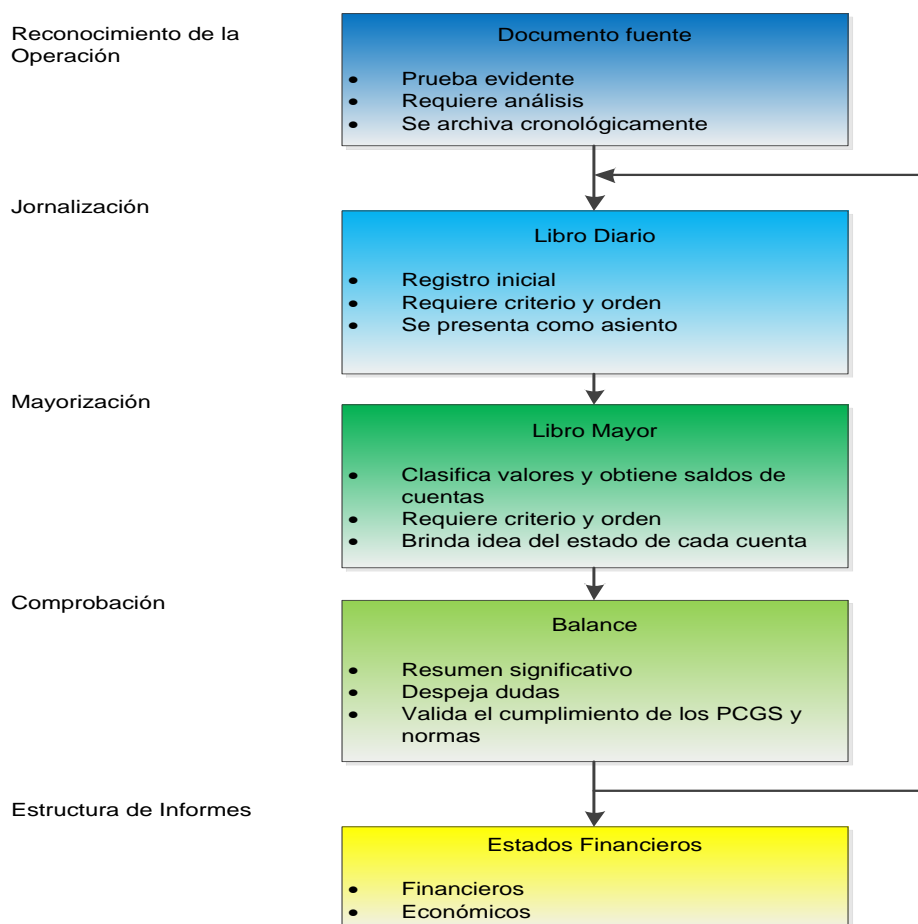 Reconocimiento de la
Operación
Documento fuente
• Prueba evidente
• Requiere análisis
• Se archiva cronológicamente
Jornalización
Libro Diario
• Registro inicial
• Requiere criterio y orden
• Se presenta como asiento
Mayorización
Libro Mayor
• Clasifica valores y obtiene saldos de
cuentas
• Requiere criterio y orden
• Brinda idea del estado de cada cuenta
Comprobación
Balance
• Resumen significativo
• Despeja dudas
• Valida el cumplimiento de los PCGS y
normas
Estructura de Informes
Estados Financieros
• Financieros
• Económicos